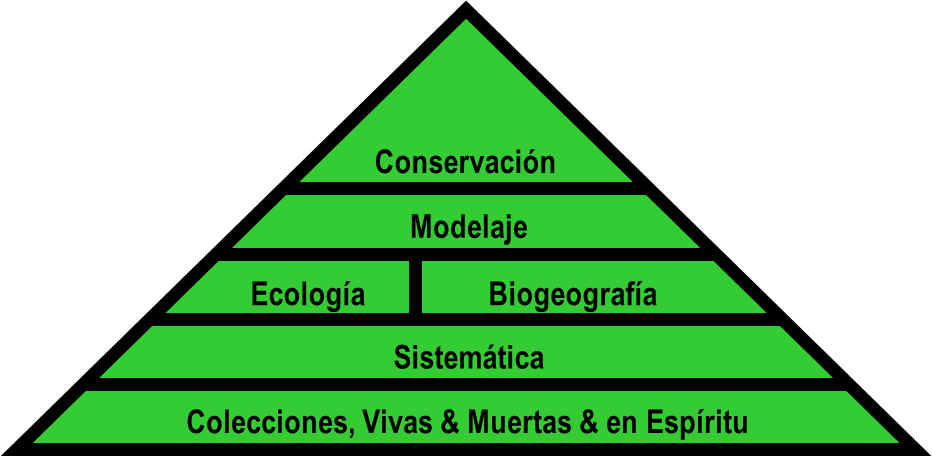 Conservación
Modelaje
Ecología
Biogeografía
Sistemática
Colecciones, Vivas & Muertas & en Espíritu